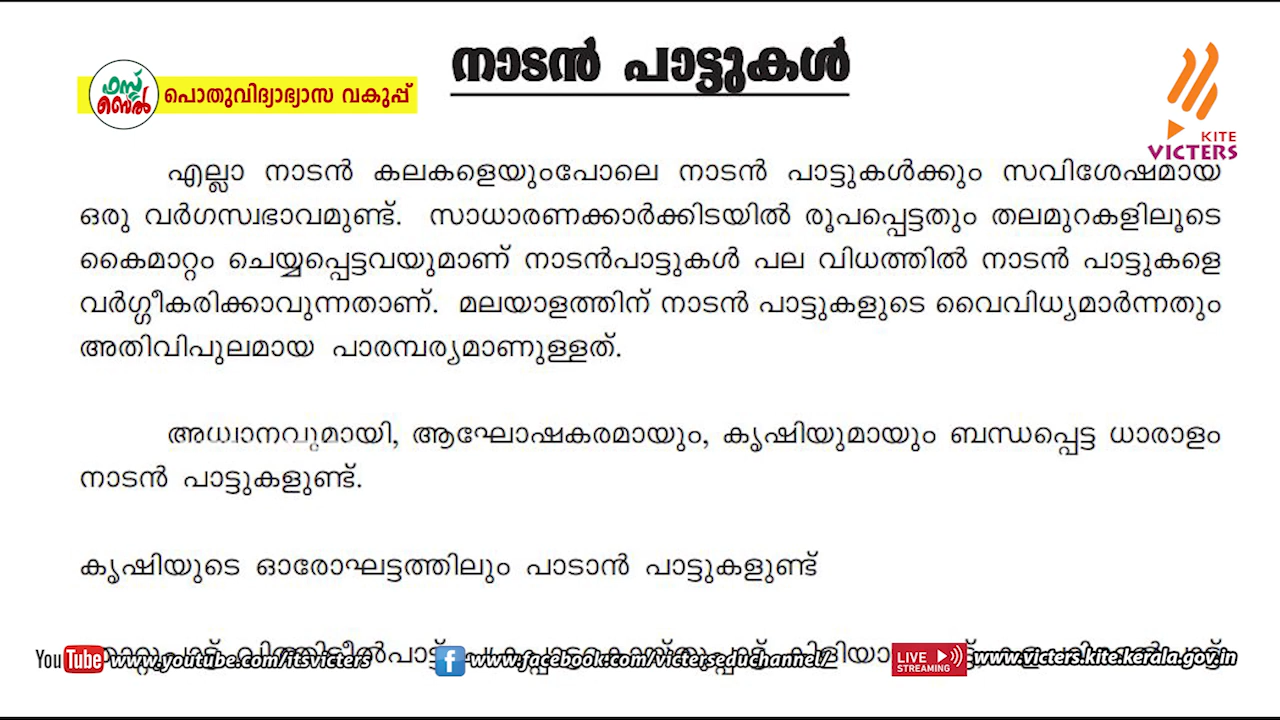 നാടൻ പാട്ടുകൾ
ഫസ്റ്റ്
ബെൽ
പൊതുവിദ്യാഭ്യാസ വകുപ്പ്
KITE
VICTERS
എല്ലാ നാടൻ കലകളെയുംപോലെ നാടൻ പാട്ടുകൾക്കും സവിശേഷമായ
ഒരു വർഗസ്വഭാവമുണ്ട്. സാധാരണക്കാർക്കിടയിൽ രൂപപ്പെട്ടതും തലമുറകളിലൂടെ
കൈമാറ്റം ചെയ്യപ്പെട്ടവയുമാണ് നാടൻപാട്ടുകൾ പല വിധത്തിൽ നാടൻ പാട്ടുകളെ
വർഗ്ഗീകരിക്കാവുന്നതാണ്. മലയാളത്തിന് നാടൻ പാട്ടുകളുടെ വൈവിധ്യമാർന്നതും
അതിവിപുലമായ പാരമ്പര്യമാണുള്ളത്.
അധ്വാനവുമായി, ആഘോഷകരമായും, കൃഷിയുമായും ബന്ധപ്പെട്ട ധാരാളം
നാടൻ പാട്ടുകളുണ്ട്.
കൃഷിയുടെ ഓരോഘട്ടത്തിലും പാടാൻ പാട്ടുകളുണ്ട്
YouTube www.youtube.com/itsvicters f www.facebook.com/victerseduchannel/ LIVE STREAMING www.victers.kite.kerala.gov.in